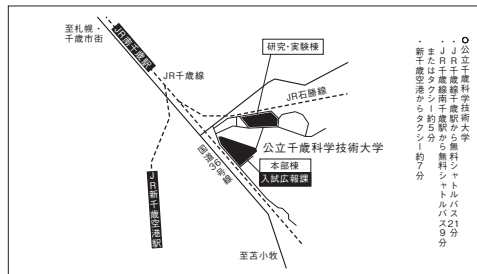 ○公立千歳科学技術大学
・JR千歳線千歳駅から無料シャトルバス21分
・JR千歳線南千歳駅から無料シャトルバス9分
またはタクシー約5分
・新千歳空港からタクシー約7分
至札幌・
千歳市街
JR南千歳駅
JR千歳線
研究・実験棟
JR石勝線
公立千歳科学技術大学
本部棟
入試広報課
国道36号線
JR新千歳空港駅
至苫小牧